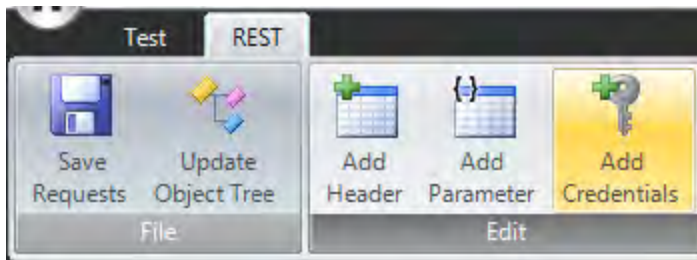 Test REST
Save Update Add Add Add
Requests Object Tree Header Parameter Credentials
File Edit